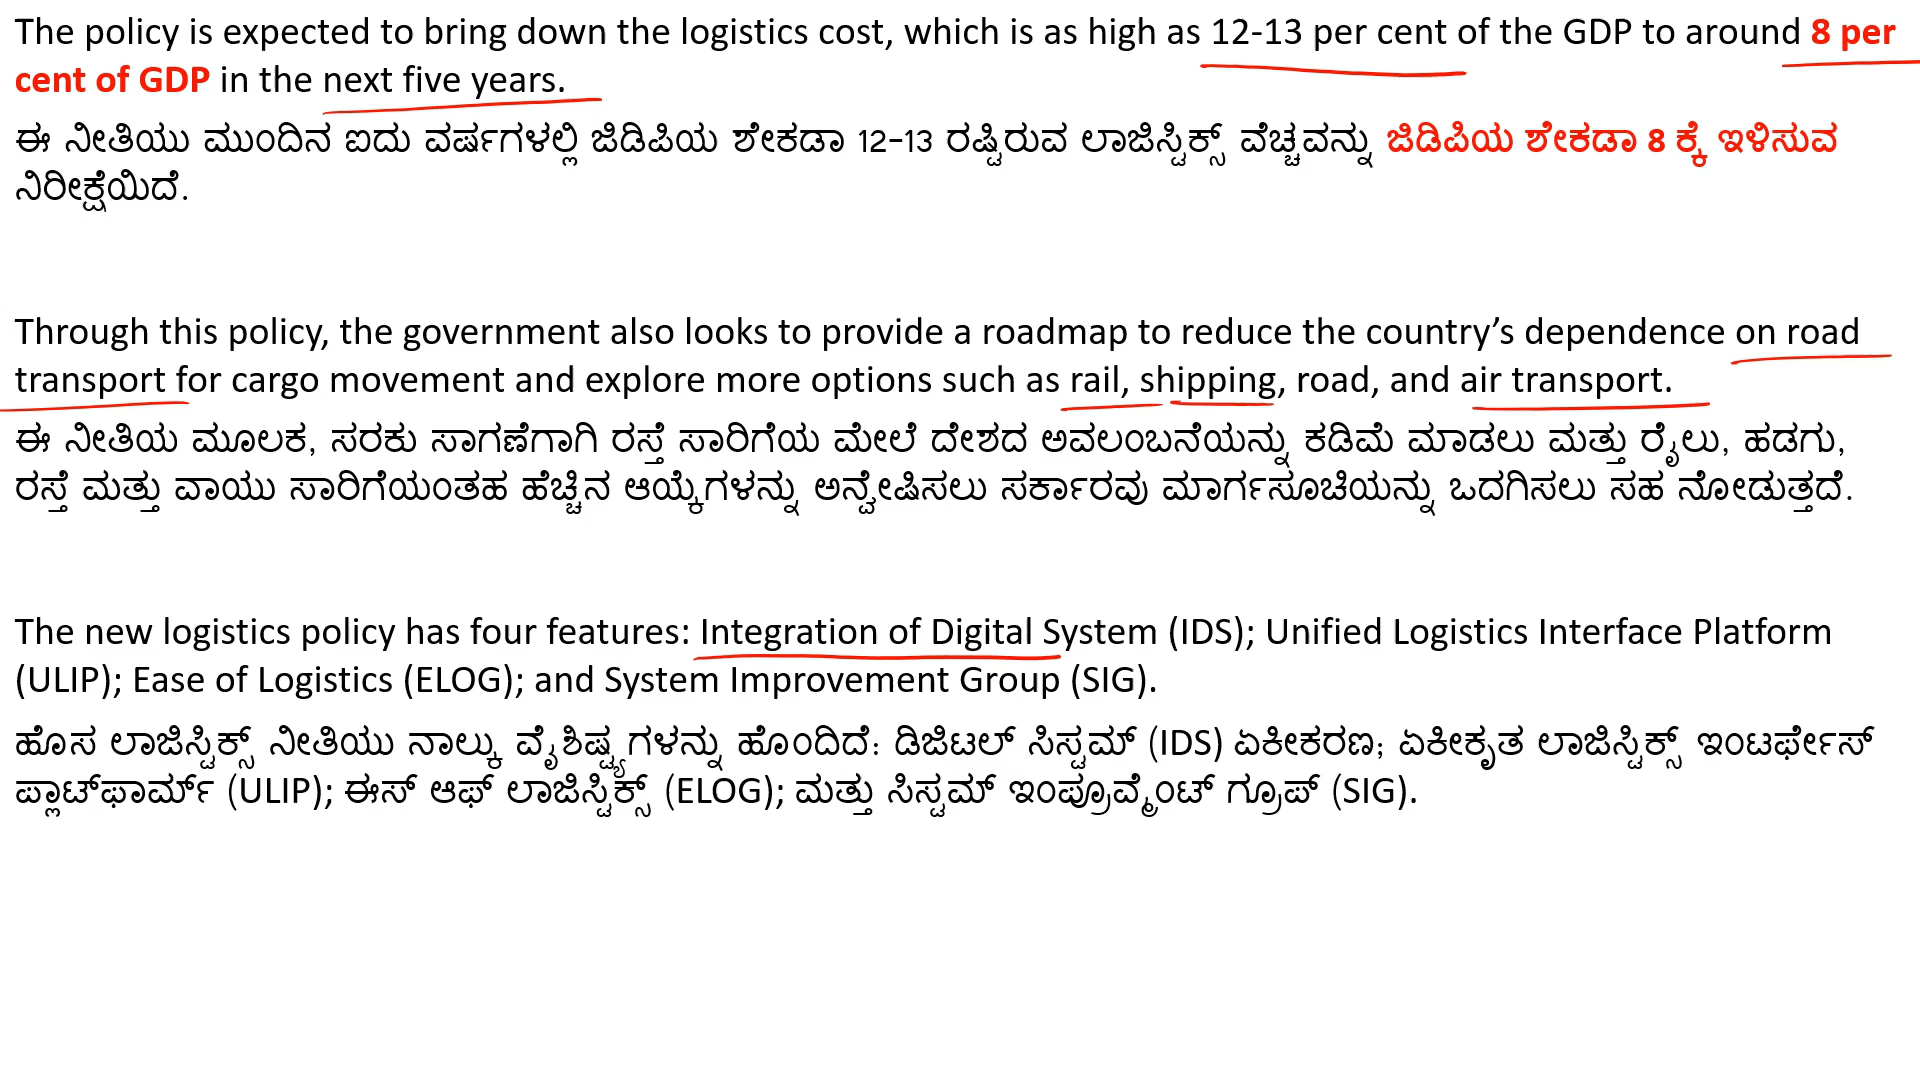 The policy is expected to bring down the logistics cost, which is as high as 12-13 per cent of the GDP to around 8 per
cent of GDP in the next five years.
ಈ ನೀತಿಯು ಮುಂದಿನ ಐದು ವರ್ಷಗಳಲ್ಲಿ ಜಿಡಿಪಿಯ ಶೇಕಡಾ 12-13 ರಷ್ಟಿರುವ ಲಾಜಿಸ್ಟಿಕ್ಸ್ ವೆಚ್ಚವನ್ನು ಜಿಡಿಪಿಯ ಶೇಕಡಾ 8 ಕ್ಕೆ ಇಳಿಸುವ
ನಿರೀಕ್ಷೆಯಿದೆ.
Through this policy, the government also looks to provide a roadmap to reduce the country’s dependence on road
transport for cargo movement and explore more options such as rail, shipping, road, and air transport.
ಈ ನೀತಿಯ ಮೂಲಕ, ಸರಕು ಸಾಗಣೆಗಾಗಿ ರಸ್ತೆ ಸಾರಿಗೆಯ ಮೇಲೆ ದೇಶದ ಅವಲಂಬನೆಯನ್ನು ಕಡಿಮೆ ಮಾಡಲು ಮತ್ತು ರೈಲು, ಹಡಗು,
ರಸ್ತೆ ಮತ್ತು ವಾಯು ಸಾರಿಗೆಯಂತಹ ಹೆಚ್ಚಿನ ಆಯ್ಕೆಗಳನ್ನು ಅನ್ವೇಷಿಸಲು ಸರ್ಕಾರವು ಮಾರ್ಗಸೂಚಿಯನ್ನು ಒದಗಿಸಲು ಸಹ ನೋಡುತ್ತದೆ.
The new logistics policy has four features: Integration of Digital System (IDS); Unified Logistics Interface Platform
(ULIP); Ease of Logistics (ELOG); and System Improvement Group (SIG).
ಹೊಸ ಲಾಜಿಸ್ಟಿಕ್ಸ್ ನೀತಿಯು ನಾಲ್ಕು ವೈಶಿಷ್ಟ್ಯಗಳನ್ನು ಹೊಂದಿದೆ: ಡಿಜಿಟಲ್ ಸಿಸ್ಟಮ್ (IDS) ಏಕೀಕರಣ; ಏಕೀಕೃತ ಲಾಜಿಸ್ಟಿಕ್ಸ್ ಇಂಟರ್ಫೇಸ್
ಪ್ಲಾಟ್‌ಫಾರ್ಮ್ (ULIP); ಈಸ್ ಆಫ್ ಲಾಜಿಸ್ಟಿಕ್ಸ್ (ELOG); ಮತ್ತು ಸಿಸ್ಟಮ್ ಇಂಪ್ರೂವ್ಮೆಂಟ್ ಗ್ರೂಪ್ (SIG).